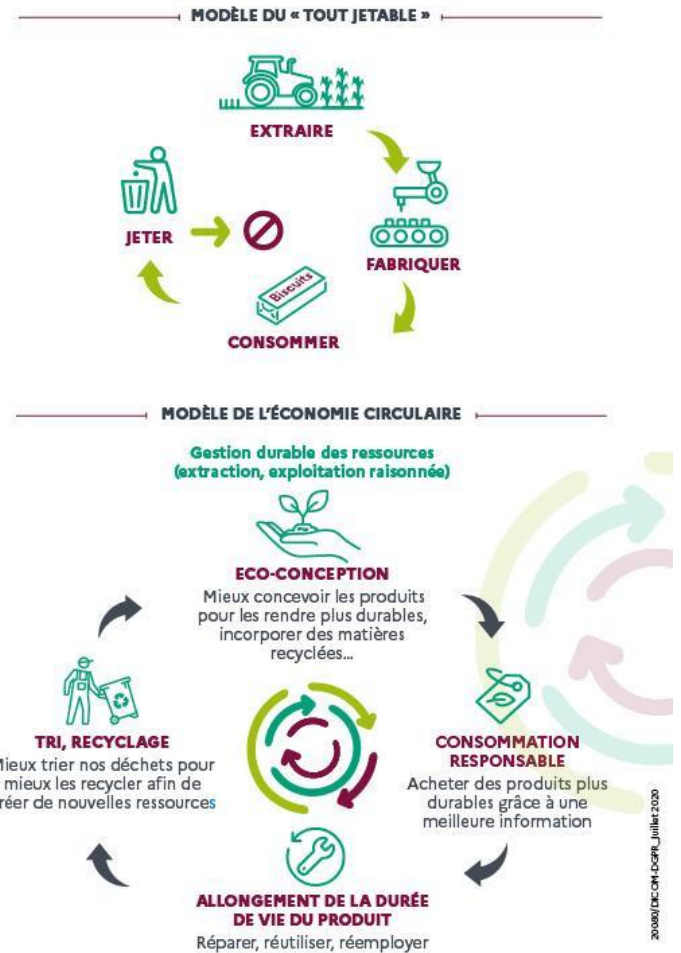 MODÈLE DU « TOUT JETABLE »
EXTRAIRE
JETER
FABRIQUER
Biscuits
CONSOMMER
MODÈLE DE L'ÉCONOMIE CIRCULAIRE
Gestion durable des ressources
(extraction, exploitation raisonnée)
ECO-CONCEPTION
Mieux concevoir les produits
pour les rendre plus durables,
incorporer des matières
recyclées...
TRI, RECYCLAGE
Mieux trier nos déchets pour
mieux les recycler afin de
réer de nouvelles ressources
CONSOMMATION
RESPONSABLE
Acheter des produits plus
durables grâce à une
meilleure information
ALLONGEMENT DE LA DURÉE
DE VIE DU PRODUIT
Réparer, réutiliser, réemployer
20080/DICOM-DGPR_Juillet 2020